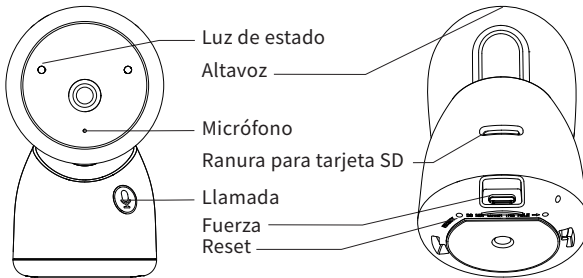 Luz de estado
Altavoz
Micrófono
Ranura para tarjeta SD
Llamada
Fuerza
Reset